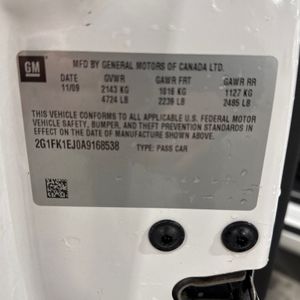 GM
MFD BY GENERAL MOTORS OF CANADA LTD.
DATE GVWR GAWR FRT GAWR RR
11/09 2143 KG 1016 KG 1127 KG
4724 LB 2239 LB 2485 LB
THIS VEHICLE CONFORMS TO ALL APPLICABLE U.S. FEDERAL MOTOR
VEHICLE SAFETY, BUMPER, AND THEFT PREVENTION STANDARDS IN
EFFECT ON THE DATE OF MANUFACTURE SHOWN ABOVE.
2G1FK1EJ0A9168538 TYPE: PASS CAR